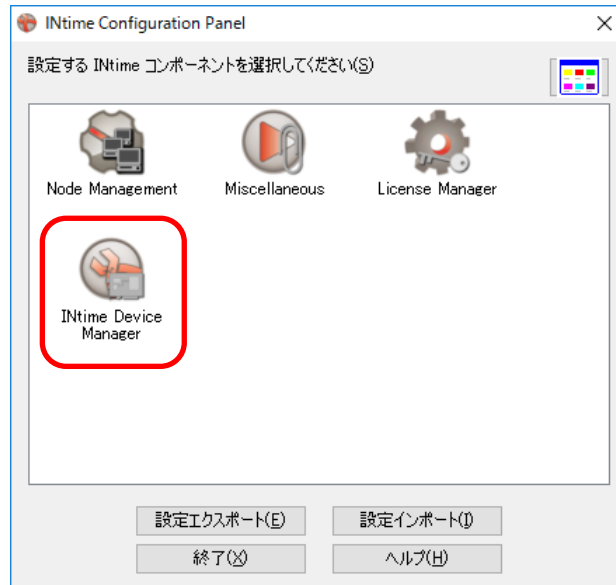 INtime Configuration Panel
設定する INtime コンポーネントを選択してください(S)
Node Management
Miscellaneous
License Manager
INtime Device
Manager
設定エクスポート(E)
設定インポート(I)
終了(X)
ヘルプ(H)